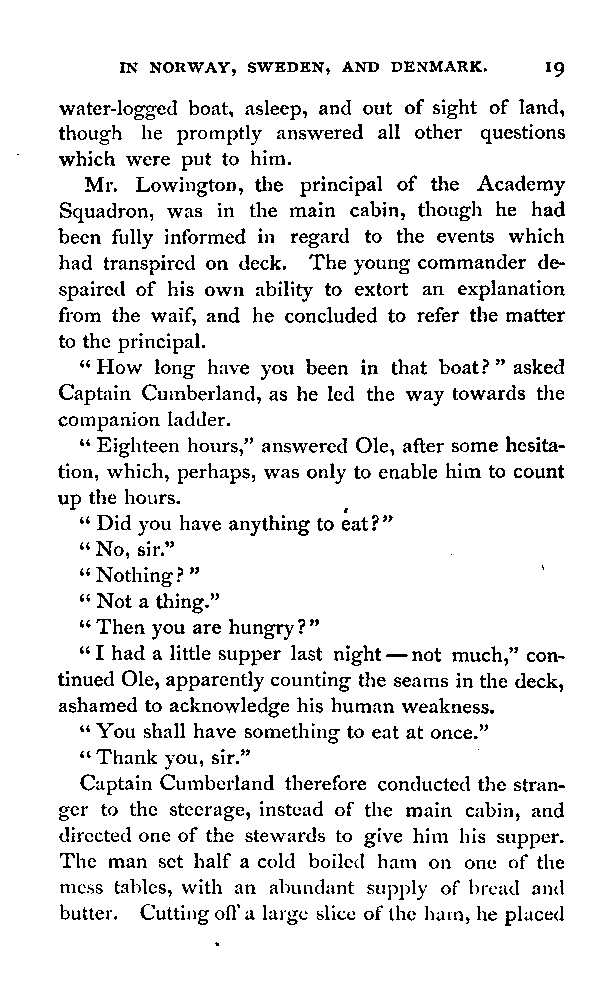 IN NORWAY, SWEDEN, AND DENMARK. 19
water-logged boat, asleep, and out of sight of land,
though he promptly answered all other questions
which were put to him.
Mr. Lowington, the principal of the Academy
Squadron, was in the main cabin, though he had
been fully informed in regard to the events which
had transpired on deck. The young commander de-
spaired of his own ability to extort an explanation
from the waif, and he concluded to refer the matter
to the principal.
“How long have you been in that boat?” asked
Captain Cumberland, as he led the way towards the
companion ladder.
“Eighteen hours,” answered Ole, after some hesita-
tion, which, perhaps, was only to enable him to count
up the hours.
“Did you have anything to eat?”
“No, sir.”
“Nothing?”
“Not a thing.”
“Then you are hungry?”
“I had a little supper last night — not much,” con-
tinued Ole, apparently counting the seams in the deck,
ashamed to acknowledge his human weakness.
“You shall have something to eat at once.”
“Thank you, sir.”
Captain Cumberland therefore conducted the stran-
ger to the steerage, instead of the main cabin, and
directed one of the stewards to give him his supper.
The man set half a cold boiled ham on one of the
mess tables, with an abundant supply of bread and
butter. Cutting off a large slice of the ham, he placed